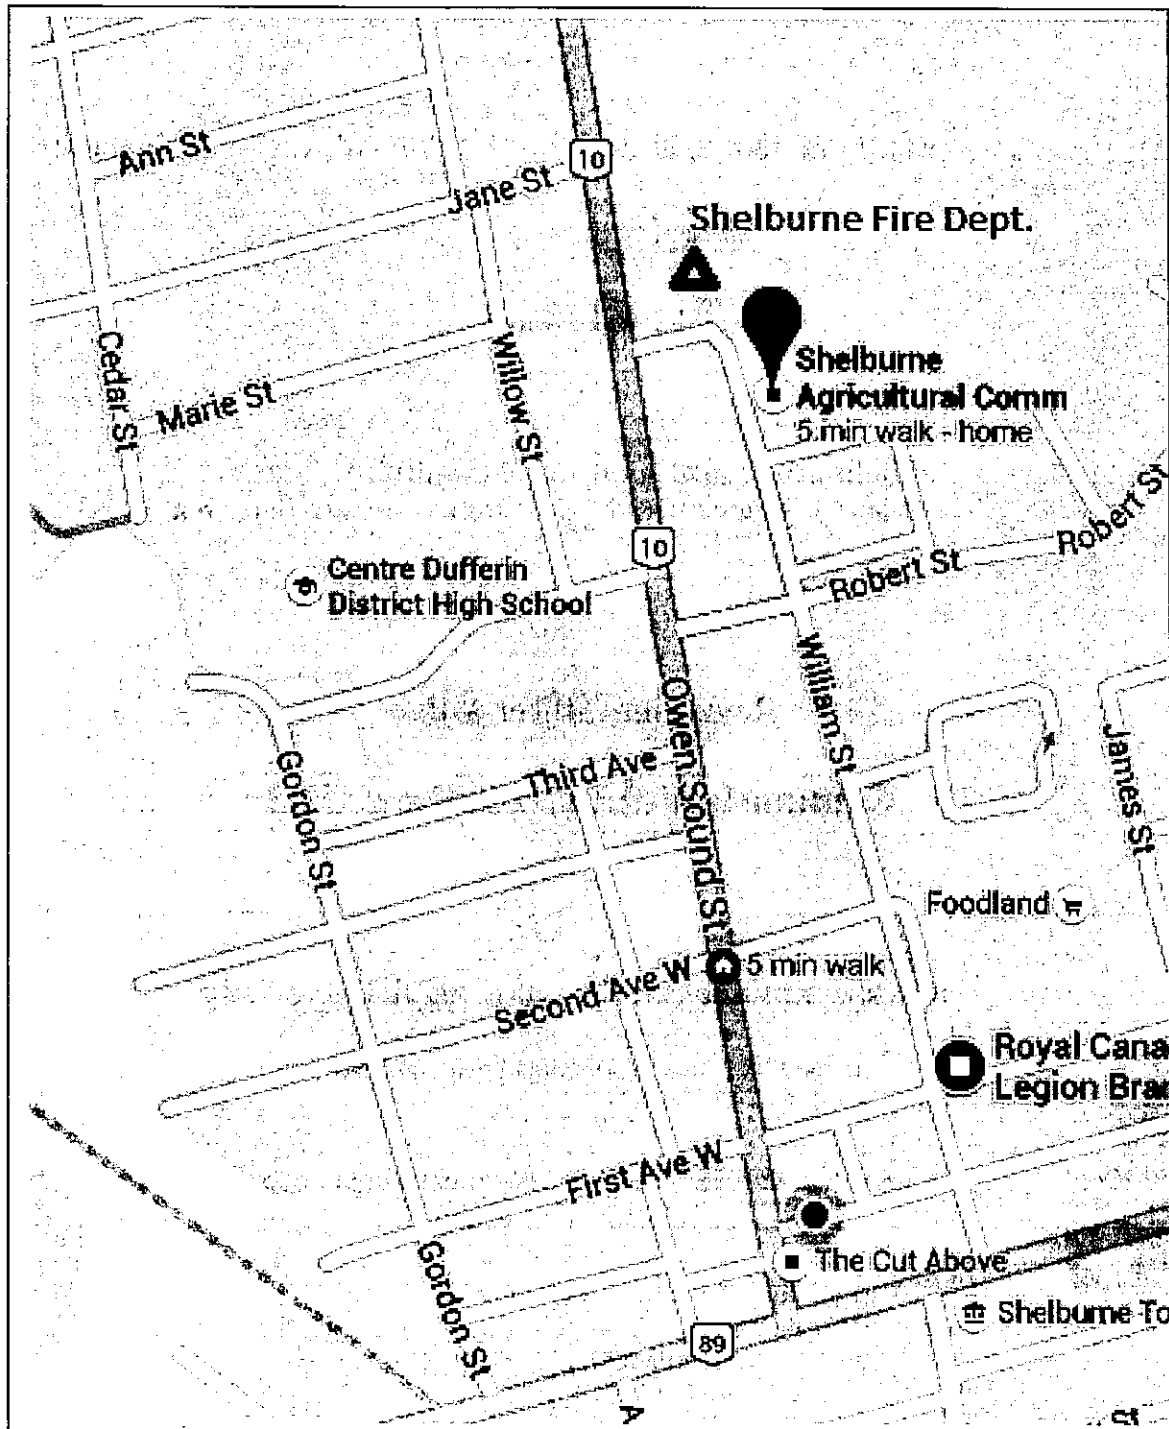 Ann St
Jane St
10
Shelburne Fire Dept.
Shelburne
Agricultural Comm
5 min walk - home
Cedar St
Marie St
Willow St
10
Robert St
Robert St
Centre Dufferin
District High School
William St
Owen Sound St
James St
Gordon St
Third Ave
Foodland
Second Ave W
5 min walk
Royal Cana
Legion Bra
First Ave W
The Cut Above
Gordon St
Shelburne To
89
A
St